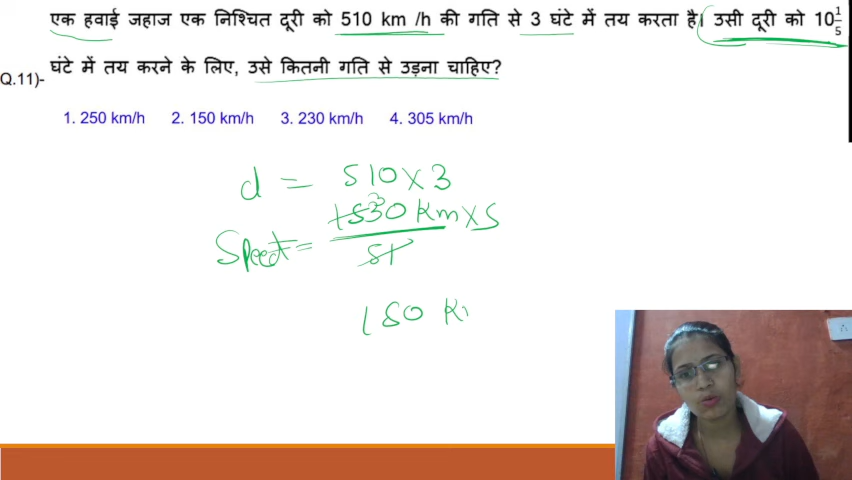 एक हवाई जहाज एक निश्चित दूरी को 510 km /h की गति से 3 घंटे में तय करता है। उसी दूरी को 10 1/5
Q.11)- घंटे में तय करने के लिए, उसे कितनी गति से उड़ना चाहिए?
1. 250 km/h 2. 150 km/h 3. 230 km/h 4. 305 km/h
d = 510 × 3
1530 Km × 5
Speed =
51
150 K